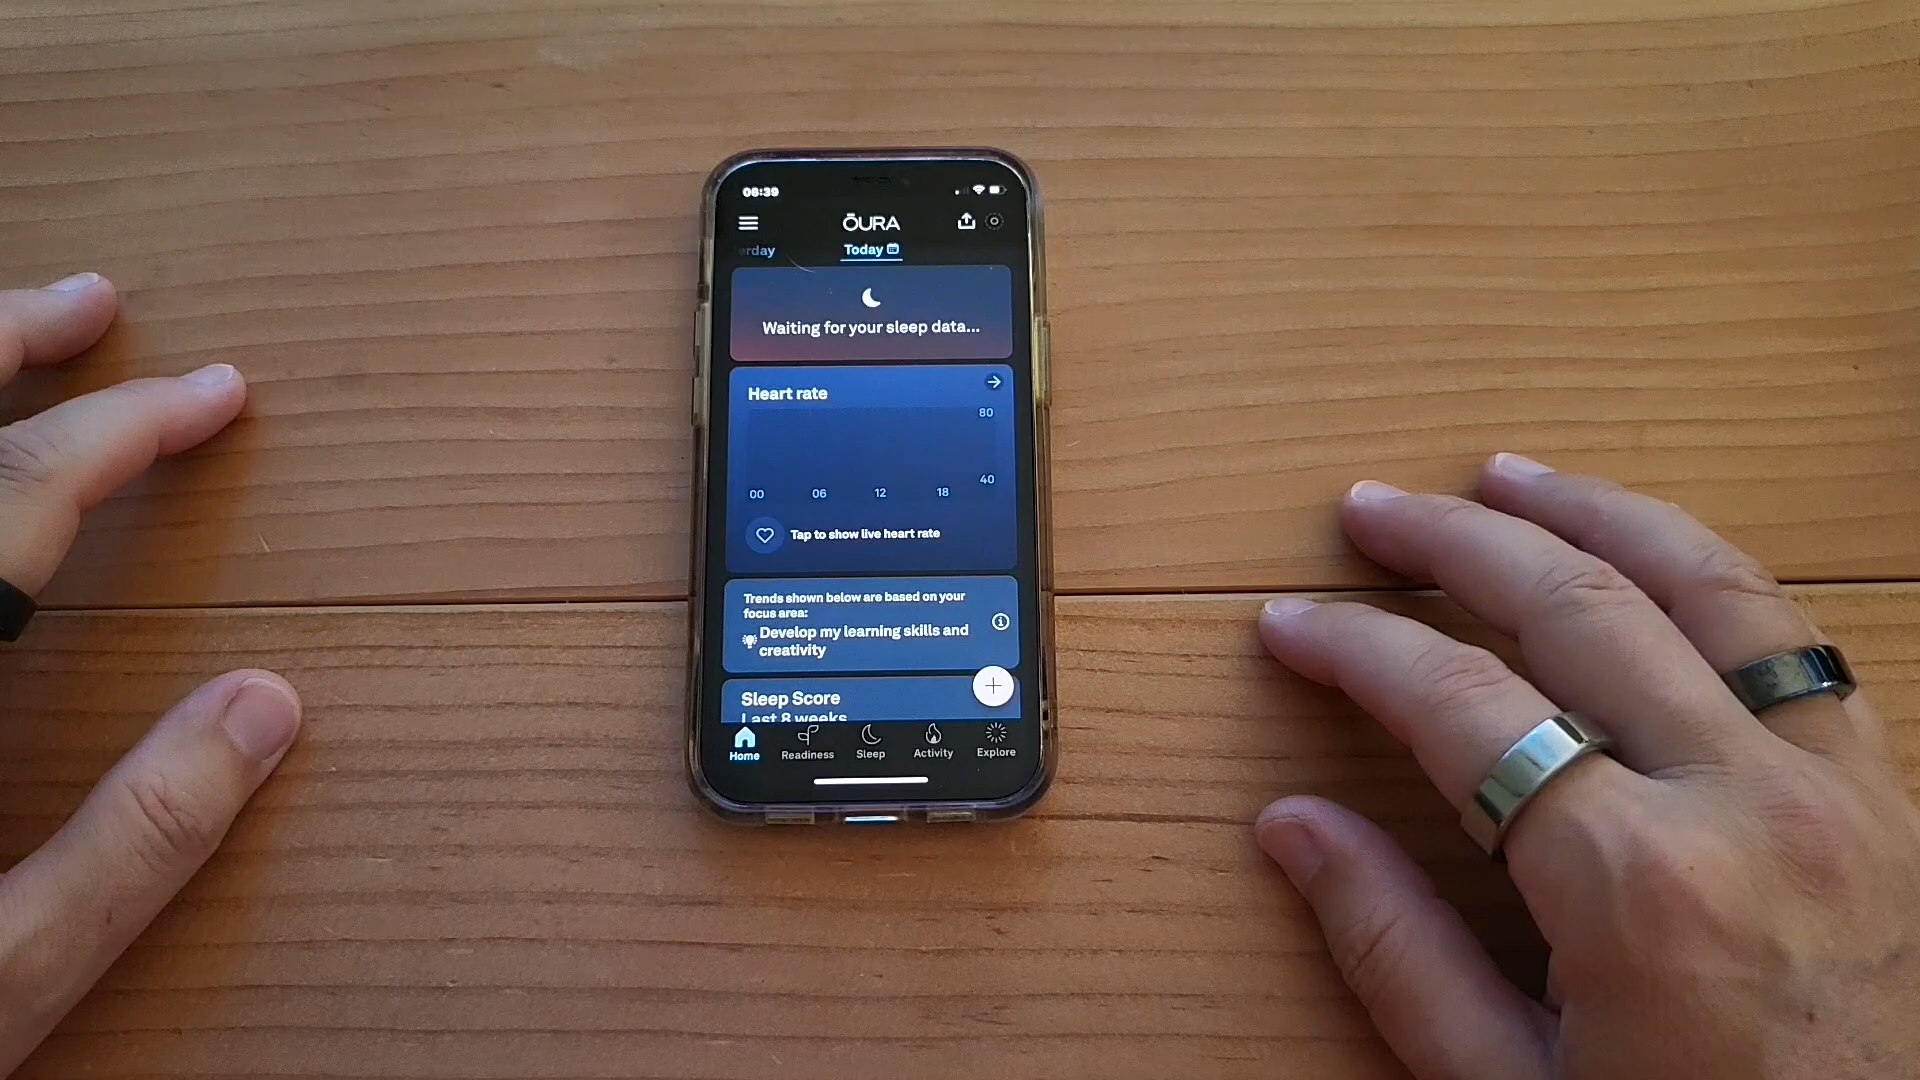 06:39
ŌURA
erday Today
Waiting for your sleep data...
Heart rate
80
40
00 06 12 18
Tap to show live heart rate
Trends shown below are based on your
focus area:
Develop my learning skills and
creativity
Sleep Score
Last 8 weeks
Home Readiness Sleep Activity Explore